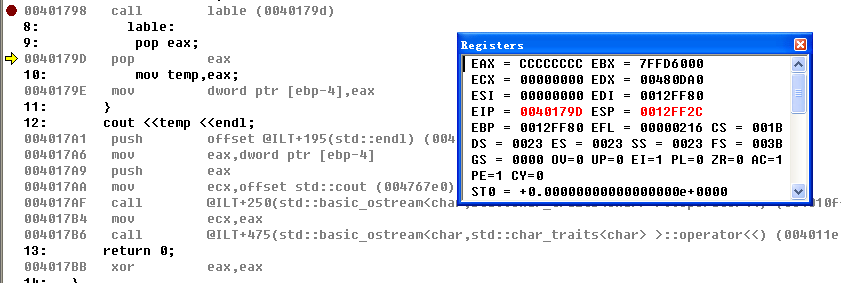 00401798 call lable (0040179d)
8: lable:
9: pop eax;
0040179D pop eax
10: mov temp,eax;
0040179E mov dword ptr [ebp-4],eax
11: }
12: cout <<temp <<endl;
004017A1 push offset @ILT+195(std::endl) (004
004017A6 mov eax,dword ptr [ebp-4]
004017A9 push eax
004017AA mov ecx,offset std::cout (004767e0)
004017AF call @ILT+250(std::basic_ostream<char,
004017B4 mov ecx,eax
004017B6 call @ILT+475(std::basic_ostream<char,std::char_traits<char> >::operator<<) (004011e
13: return 0;
004017BB xor eax,eax
14: }
Registers
EAX = CCCCCCCC EBX = 7FFD6000
ECX = 00000000 EDX = 00480DA0
ESI = 00000000 EDI = 0012FF80
EIP = 0040179D ESP = 0012FF2C
EBP = 0012FF80 EFL = 00000216 CS = 001B
DS = 0023 ES = 0023 SS = 0023 FS = 003B
GS = 0000 OV=0 UP=0 EI=1 PL=0 ZR=0 AC=1
PE=1 CY=0
ST0 = +0.00000000000000000e+0000